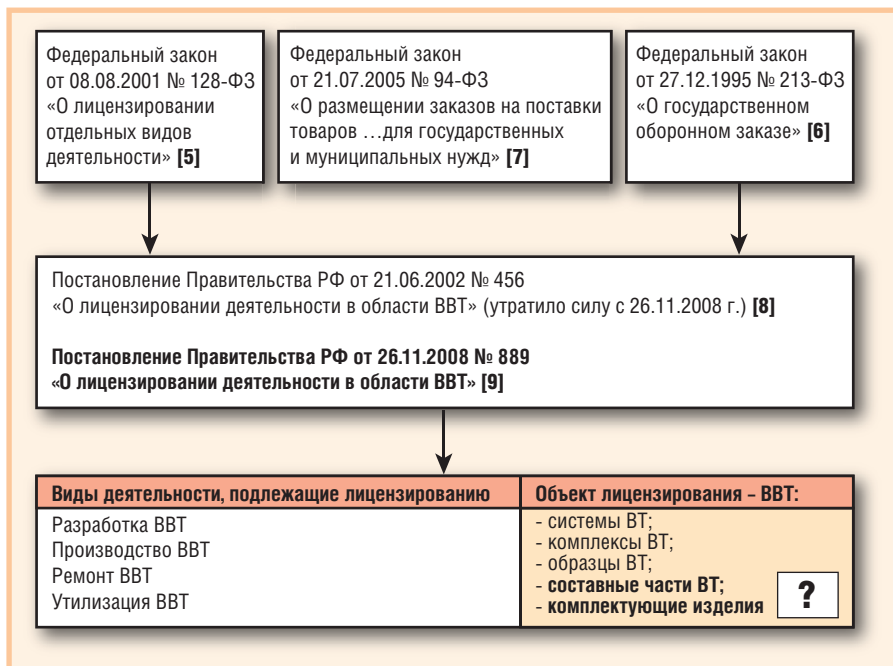 Федеральный закон
от 08.08.2001 № 128-ФЗ
«О лицензировании
отдельных видов
деятельности» [5]
Федеральный закон
от 21.07.2005 № 94-ФЗ
«О размещении заказов на поставки
товаров …для государственных
и муниципальных нужд» [7]
Федеральный закон
от 27.12.1995 № 213-ФЗ
«О государственном
оборонном заказе» [6]
Постановление Правительства РФ от 21.06.2002 № 456
«О лицензировании деятельности в области ВВТ» (утратило силу с 26.11.2008 г.) [8]
Постановление Правительства РФ от 26.11.2008 № 889
«О лицензировании деятельности в области ВВТ» [9]
Виды деятельности, подлежащие лицензированию
Разработка ВВТ
Производство ВВТ
Ремонт ВВТ
Утилизация ВВТ
Объект лицензирования – ВВТ:
- системы ВТ;
- комплексы ВТ;
- образцы ВТ;
- составные части ВТ;
- комплектующие изделия
?